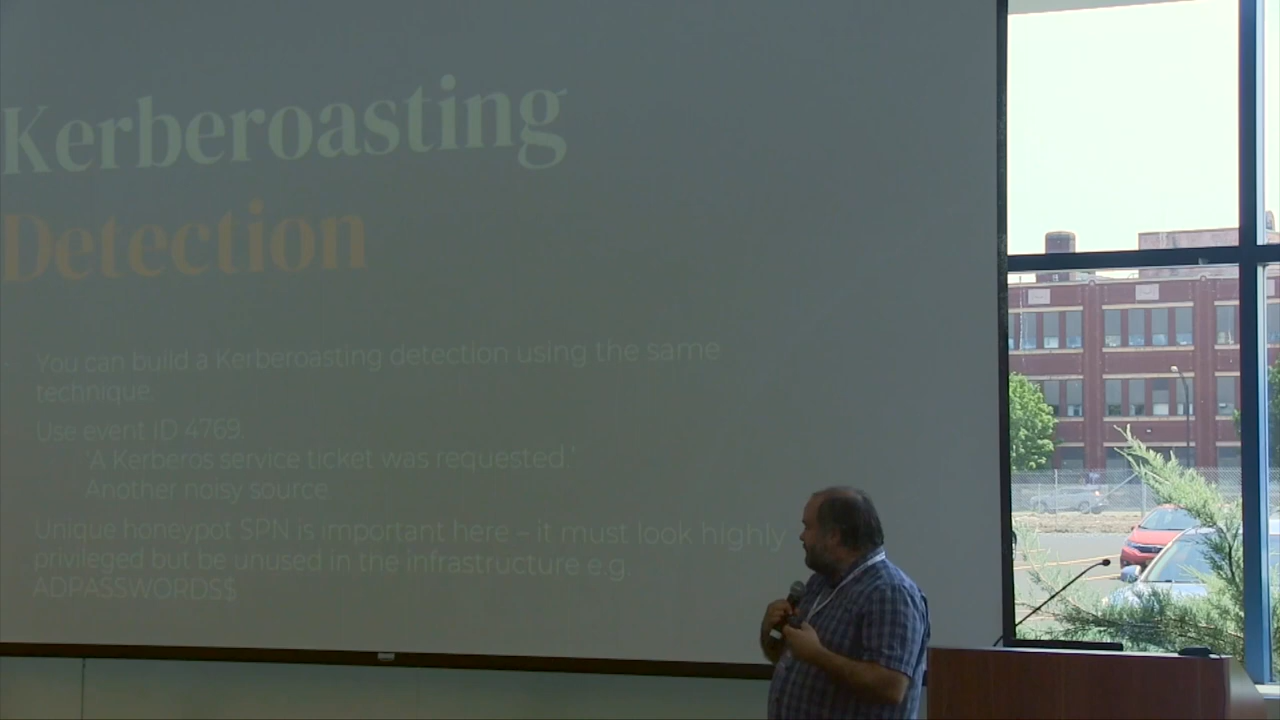 Kerberoasting
Detection
You can build a Kerberoasting detection using the same
technique.
Use event ID 4769.
"A Kerberos service ticket was requested."
Another noisy source.
Unique honeypot SPN is important here – it must look highly
privileged but be unused in the infrastructure e.g.
ADPASSWORDS$